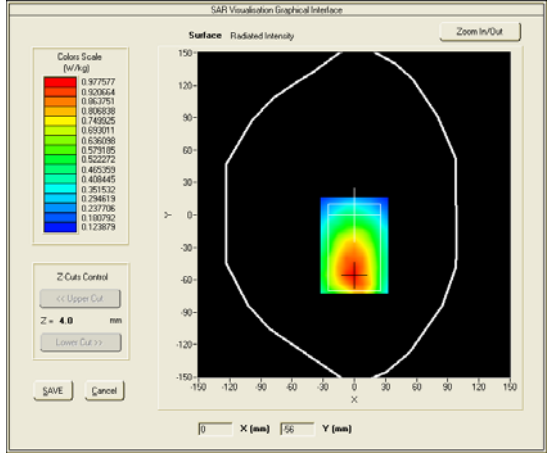 SAR Visualisation Graphical Interface
Surface Radiated Intensity
Zoom In/Out
Colors Scale
(W/kg)
0.977577
0.920664
0.863751
0.806838
0.749925
0.693011
0.636098
0.579185
0.522272
0.465359
0.408445
0.351532
0.294619
0.237706
0.180792
0.123879
Z Cuts Control
<< Upper Cut
Z = 4.0 mm
Lower Cut >>
SAVE Cancel
150
120
90
60
30
0
-30
-60
-90
-120
-150
Y
-150 -120 -90 -60 -30 0 30 60 90 120 150
X
0 X (mm) -56 Y (mm)